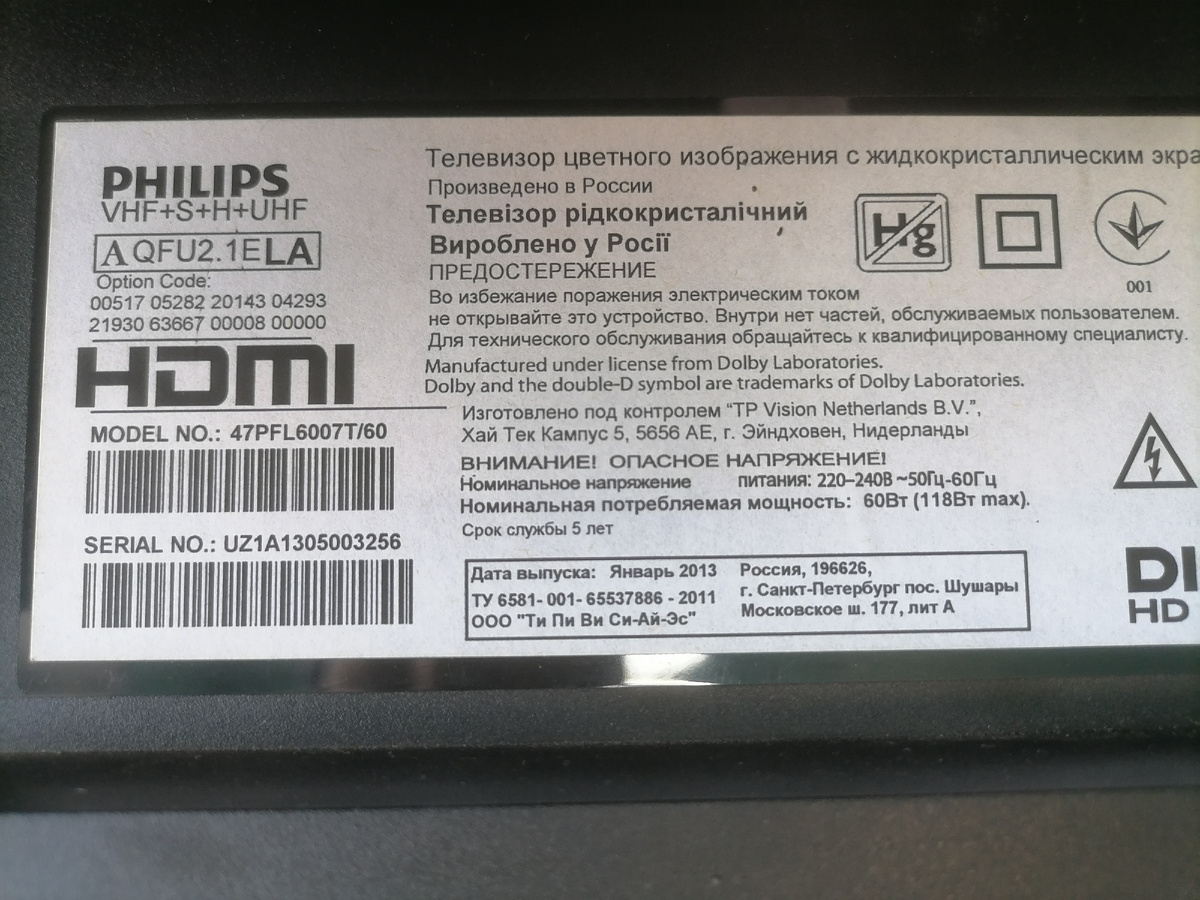 PHILIPS
VHF+S+H+UHF
A QFU2.1E LA
Option Code:
00517 05282 20143 04293
21930 63667 00008 00000
HDMI
MODEL NO.: 47PFL6007T/60
SERIAL NO.: UZ1A1305003256
Телевизор цветного изображения с жидкокристаллическим экра
Произведено в России
Телевізор рідкокристалічний
Вироблено у Росії
ПРЕДОСТЕРЕЖЕНИЕ
Во избежание поражения электрическим током
не открывайте это устройство. Внутри нет частей, обслуживаемых пользователем.
Для технического обслуживания обращайтесь к квалифицированному специалисту.
Hg
001
Manufactured under license from Dolby Laboratories.
Dolby and the double-D symbol are trademarks of Dolby Laboratories.
Изготовлено под контролем “TP Vision Netherlands B.V.”,
Хай Тек Кампус 5, 5656 AE, г. Эйндховен, Нидерланды
ВНИМАНИЕ! ОПАСНОЕ НАПРЯЖЕНИЕ!
Номинальное напряжение питания: 220–240В ~50Гц-60Гц
Номинальная потребляемая мощность: 60Вт (118Вт max).
Срок службы 5 лет
Дата выпуска: Январь 2013
ТУ 6581- 001- 65537886 - 2011
ООО "Ти Пи Ви Си-Ай-Эс"
Россия, 196626,
г. Санкт-Петербург пос. Шушары
Московское ш. 177, лит А
DI
HD